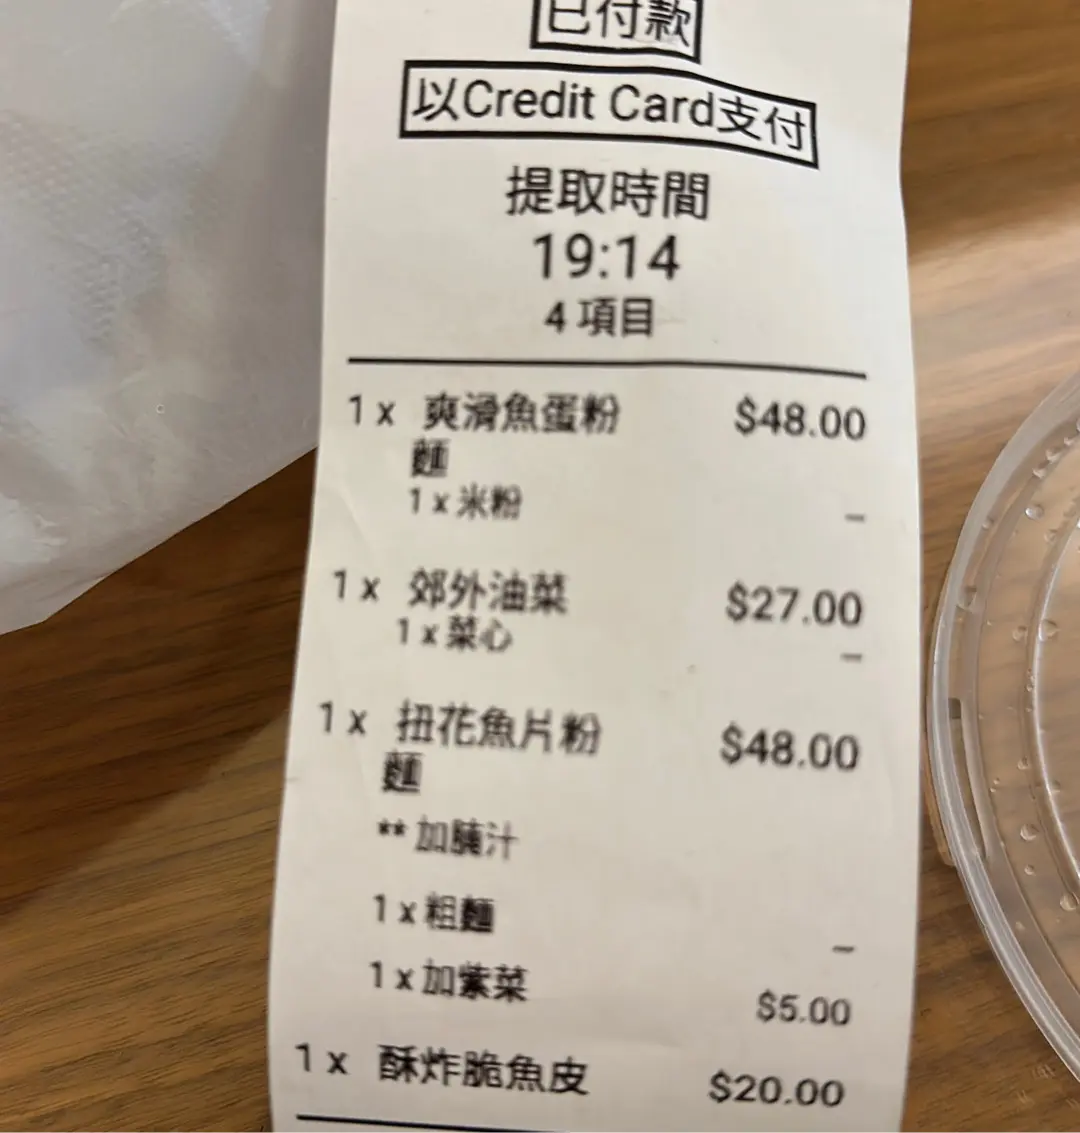 已付款
以Credit Card支付
提取時間
19:14
4 項目
1 x 爽滑魚蛋粉 $48.00
麵
1 x 米粉 –
1 x 郊外油菜 $27.00
1 x 菜心 –
1 x 扭花魚片粉 $48.00
麵
** 加腩汁
1 x 粗麵 –
1 x 加紫菜 $5.00
1 x 酥炸脆魚皮 $20.00